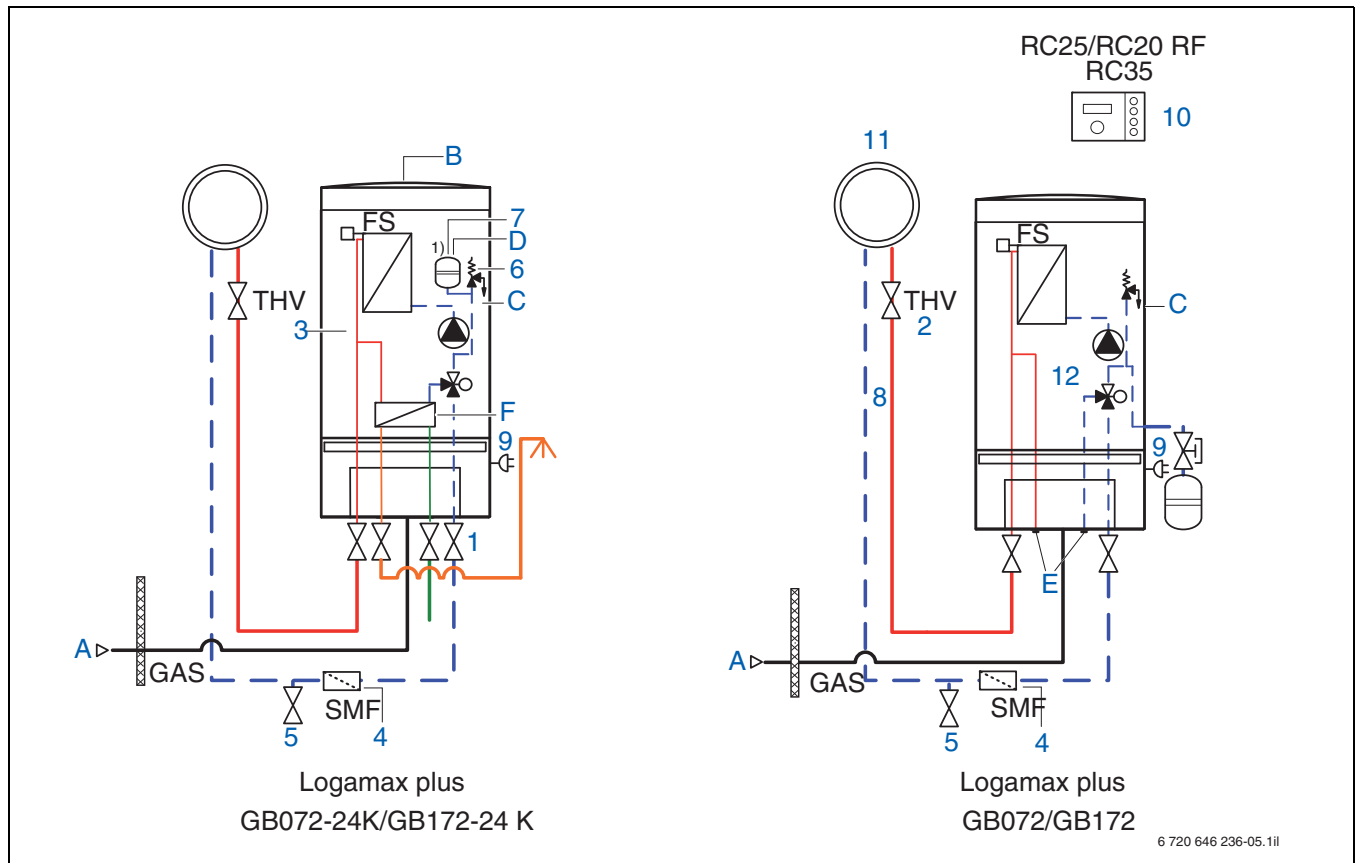 RC25/RC20 RF
RC35
10
11
B
FS
7
1)
D
6
C
THV
3
F
9
1
A
GAS
SMF
5
4
Logamax plus
GB072-24K/GB172-24 K
FS
C
THV
2
8
12
9
E
A
GAS
SMF
5
4
Logamax plus
GB072/GB172
6 720 646 236-05.1il